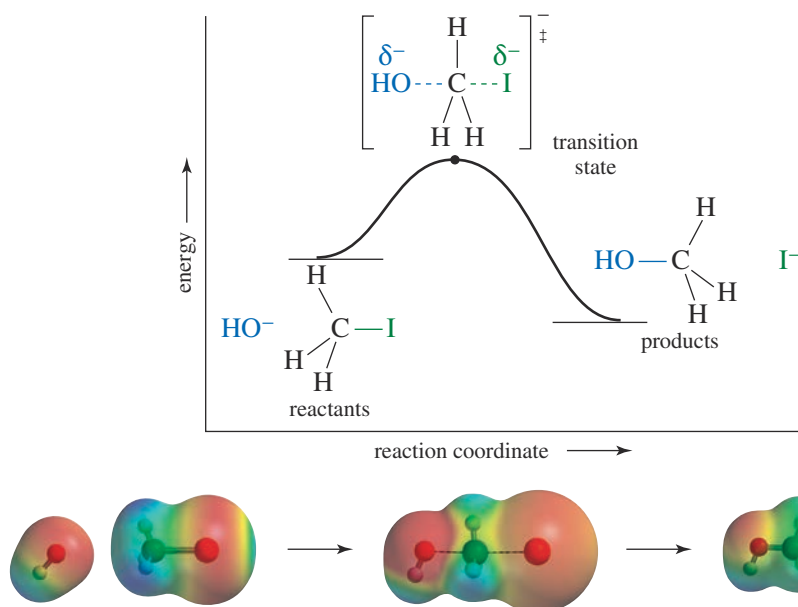 H
δ− δ−
HO C I
H H
−
‡
transition
state
energy
H
HO− C I
H
H
reactants
H
HO C I−
H
H
products
reaction coordinate